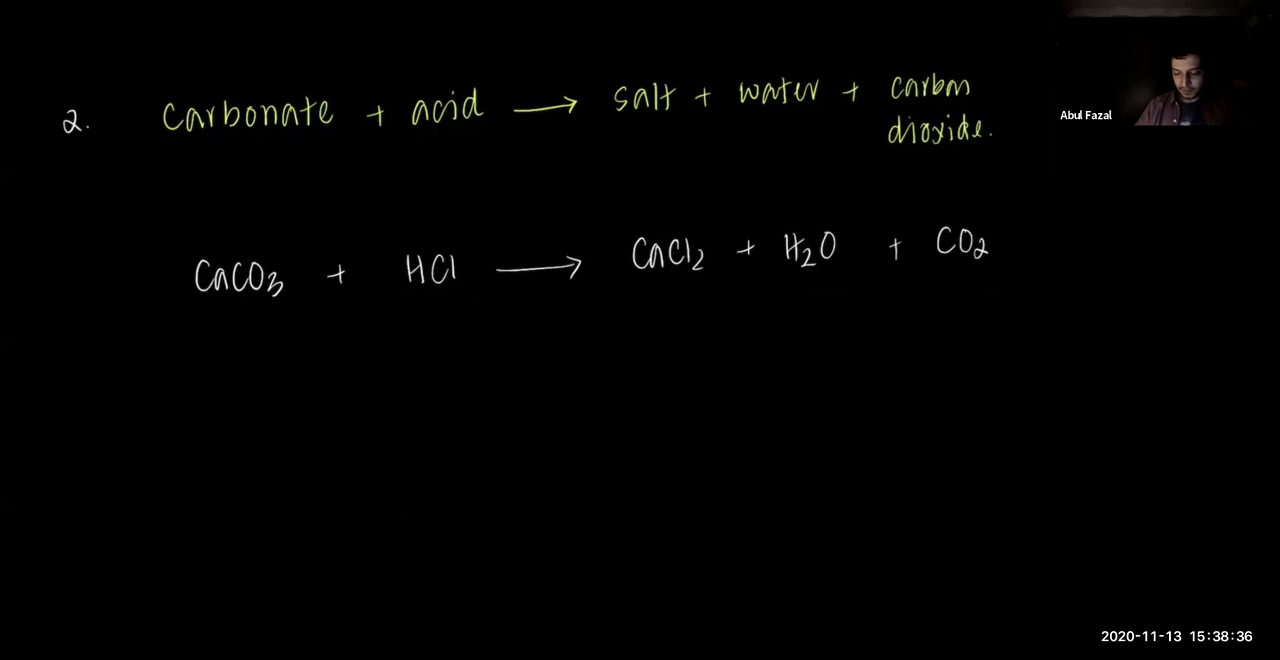 2. Carbonate + acid → salt + water + carbon
dioxide.
Abul Fazal
CaCO₃ + HCl → CaCl₂ + H₂O + CO₂
2020-11-13 15:38:36